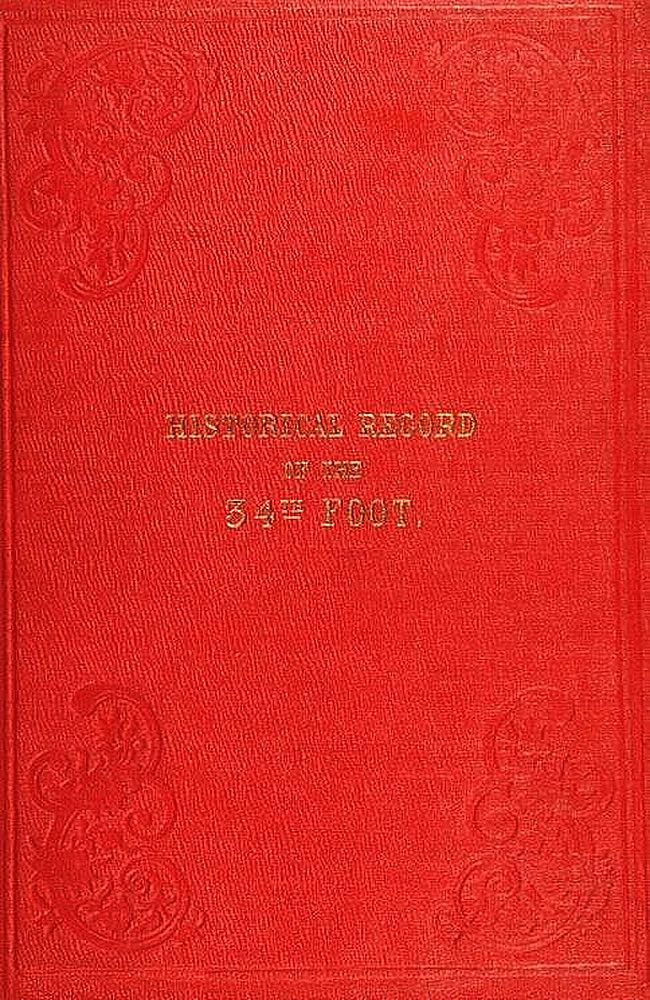 HISTORICAL RECORD
OF THE
34TH FOOT.